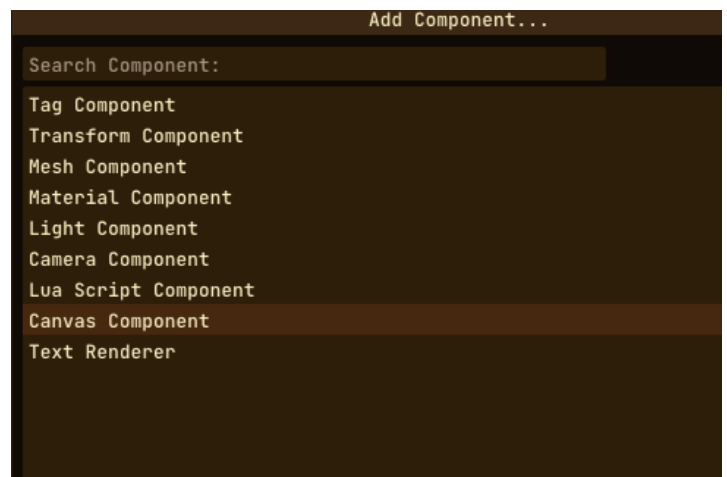 Add Component...
Search Component:
Tag Component
Transform Component
Mesh Component
Material Component
Light Component
Camera Component
Lua Script Component
Canvas Component
Text Renderer